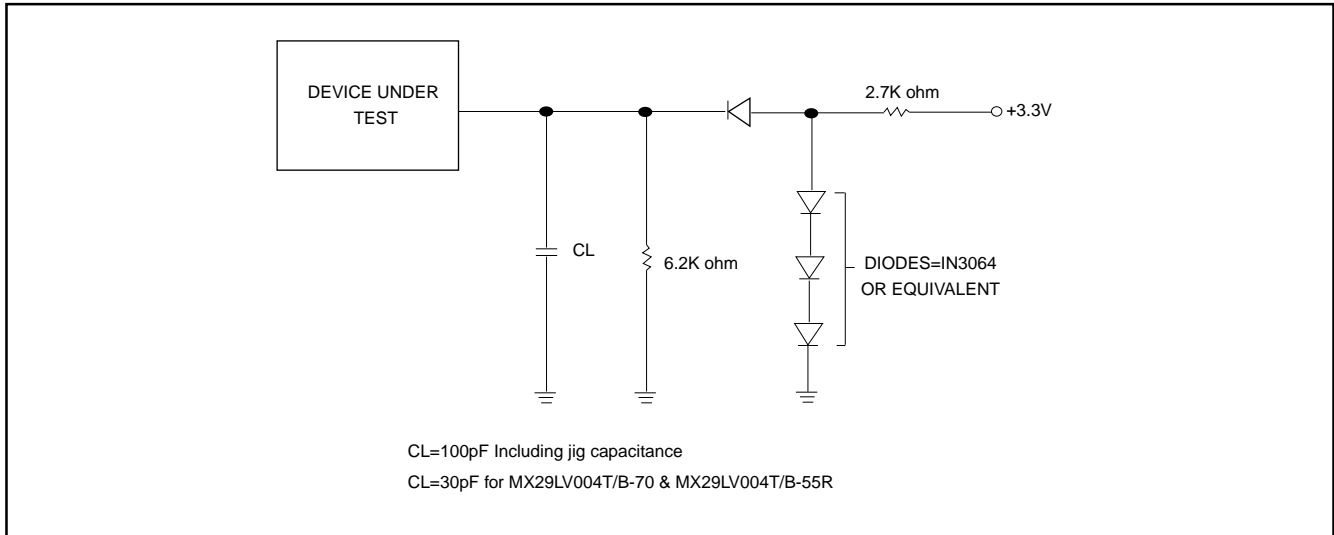 DEVICE UNDER
TEST
2.7K ohm
+3.3V
CL
6.2K ohm
DIODES=IN3064
OR EQUIVALENT
CL=100pF Including jig capacitance
CL=30pF for MX29LV004T/B-70 & MX29LV004T/B-55R